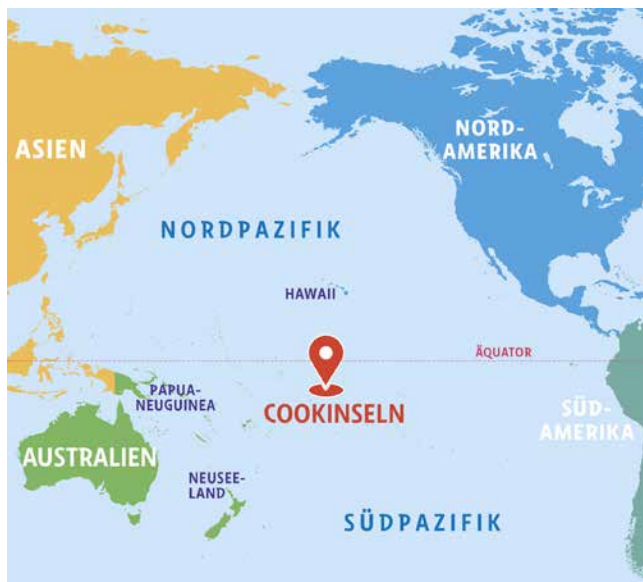 ASIEN
NORD-
AMERIKA
NORDPAZIFIK
HAWAII
ÄQUATOR
PAPUA-
NEUGUINEA
COOKINSELN
SÜD-
AMERIKA
AUSTRALIEN
NEUSEE-
LAND
SÜDPAZIFIK